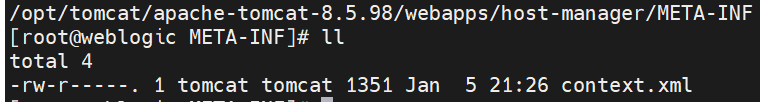 /opt/tomcat/apache-tomcat-8.5.98/webapps/host-manager/META-INF
[root@weblogic META-INF]# ll
total 4
-rw-r-----. 1 tomcat tomcat 1351 Jan  5 21:26 context.xml